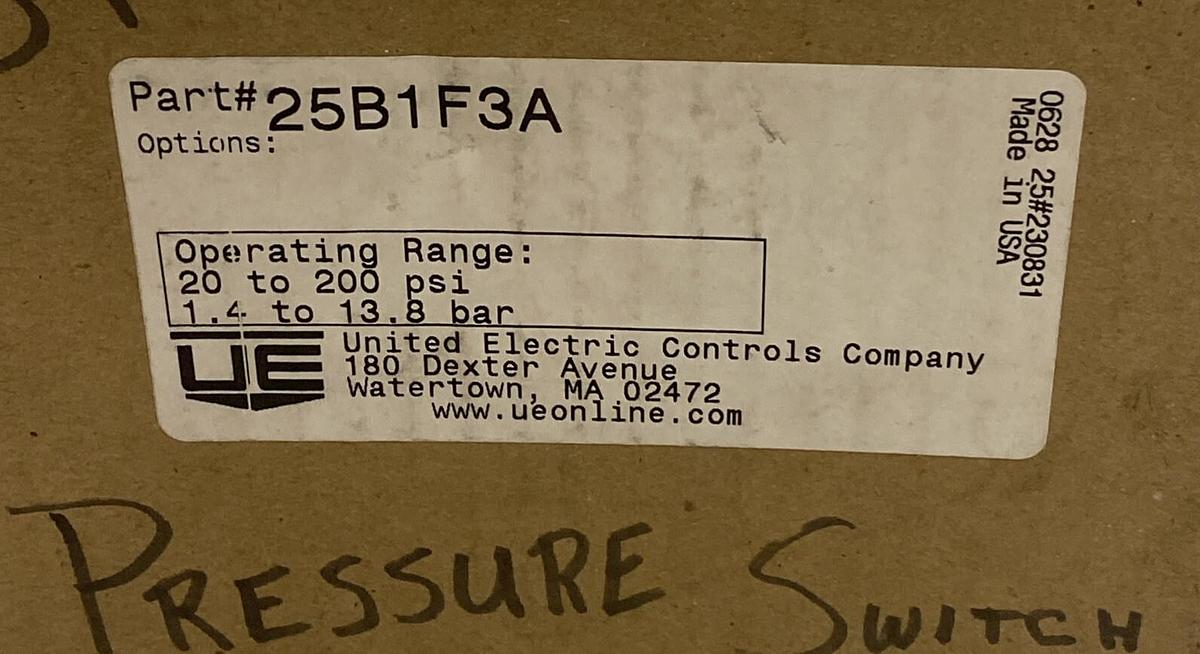 Part# 25B1F3A
Options:
Operating Range:
20 to 200 psi
1.4 to 13.8 bar
UE
United Electric Controls Company
180 Dexter Avenue
Watertown, MA 02472
www.ueonline.com
0628 25#230831
Made in USA
PRESSURE SWITCH